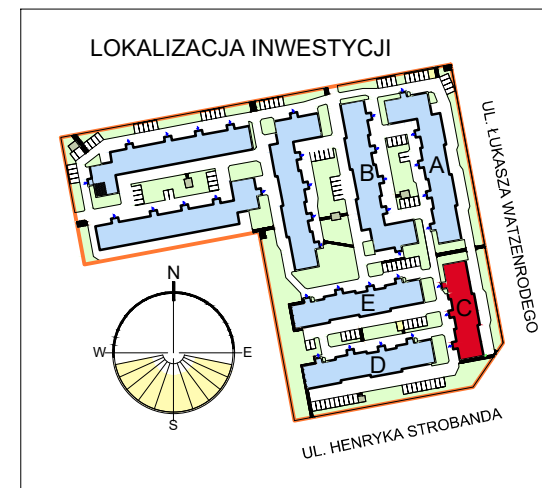 LOKALIZACJA INWESTYCJI
UL. ŁUKASZA WATZENRODEGO
A
B
C
E
D
N
W
E
S
UL. HENRYKA STROBANDA